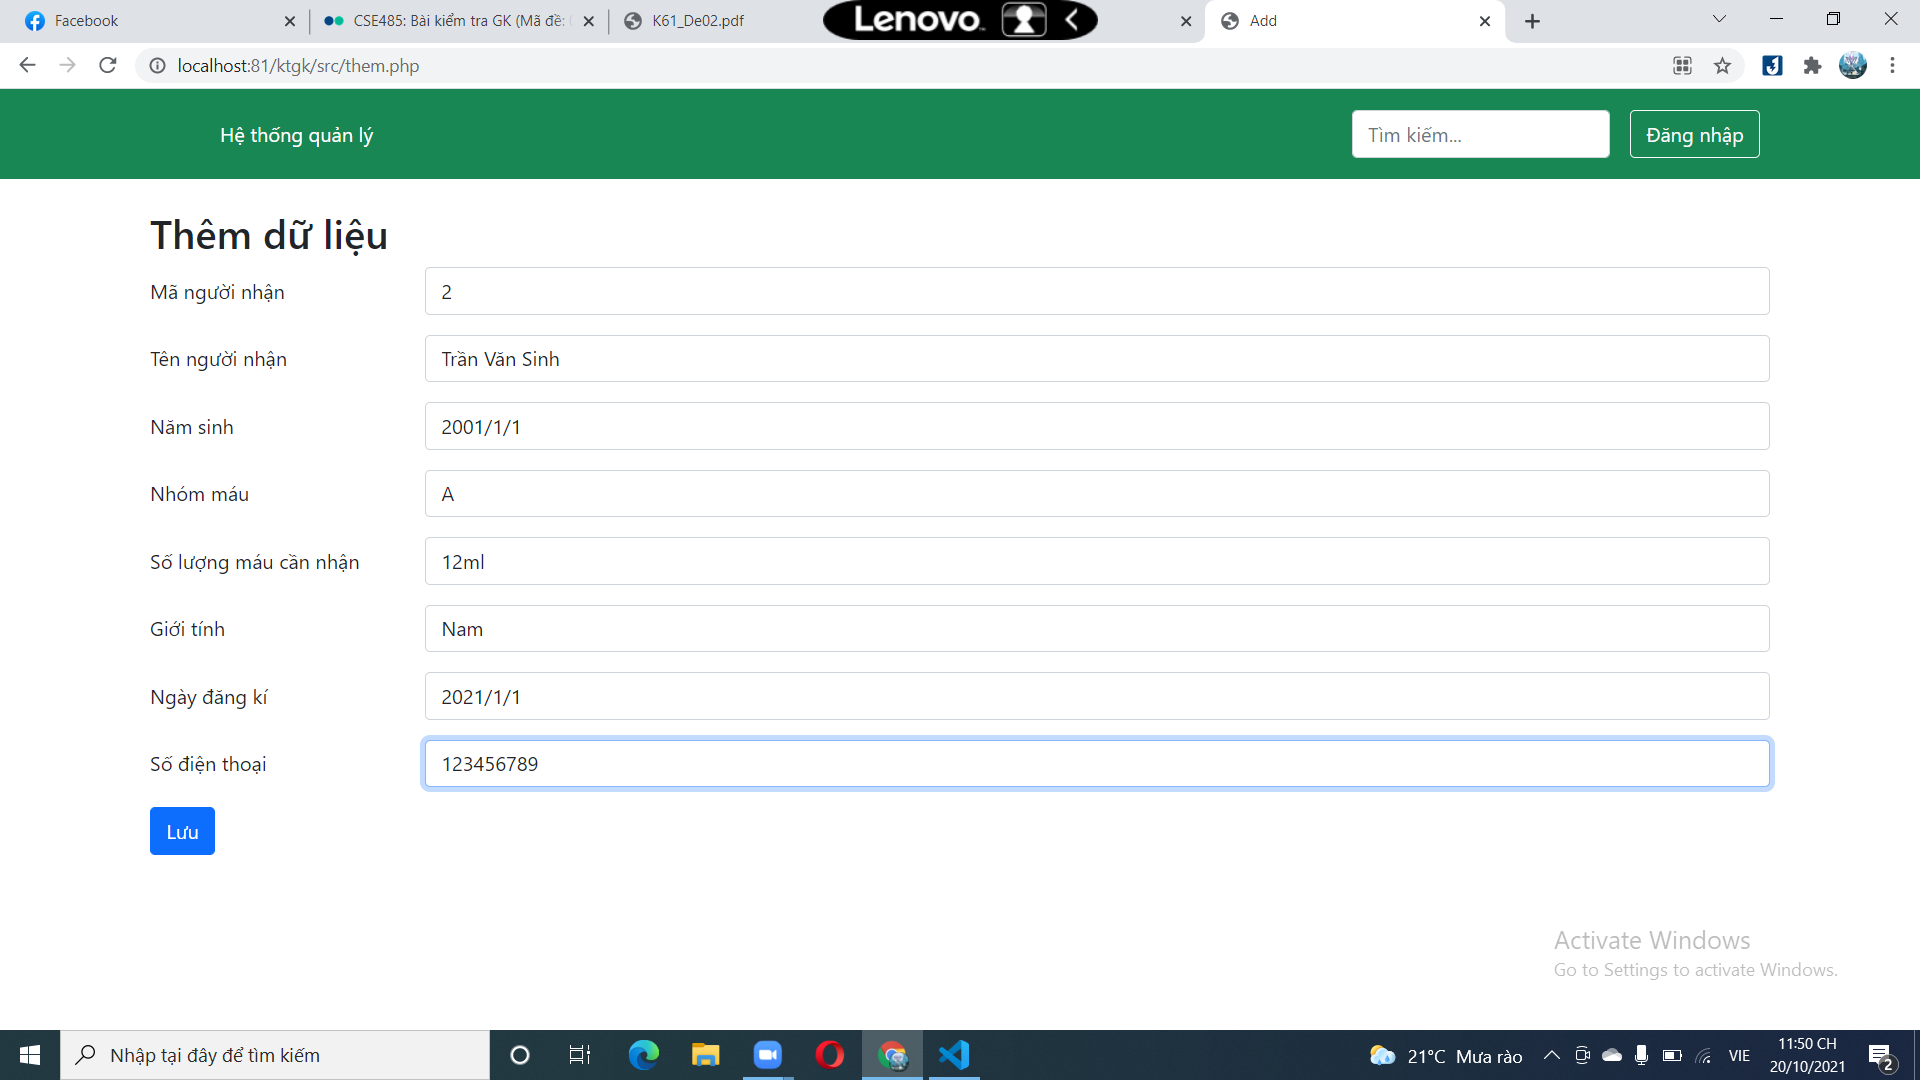 Facebook
CSE485: Bài kiểm tra GK (Mã đề:
K61_De02.pdf
Lenovo
Add
localhost:81/ktgk/src/them.php
Hệ thống quản lý
Tìm kiếm...
Đăng nhập
Thêm dữ liệu
Mã người nhận
2
Tên người nhận
Trần Văn Sinh
Năm sinh
2001/1/1
Nhóm máu
A
Số lượng máu cần nhận
12ml
Giới tính
Nam
Ngày đăng kí
2021/1/1
Số điện thoại
123456789
Lưu
Activate Windows
Go to Settings to activate Windows.
Nhập tại đây để tìm kiếm
21°C Mưa rào
VIE
11:50 CH
20/10/2021
2